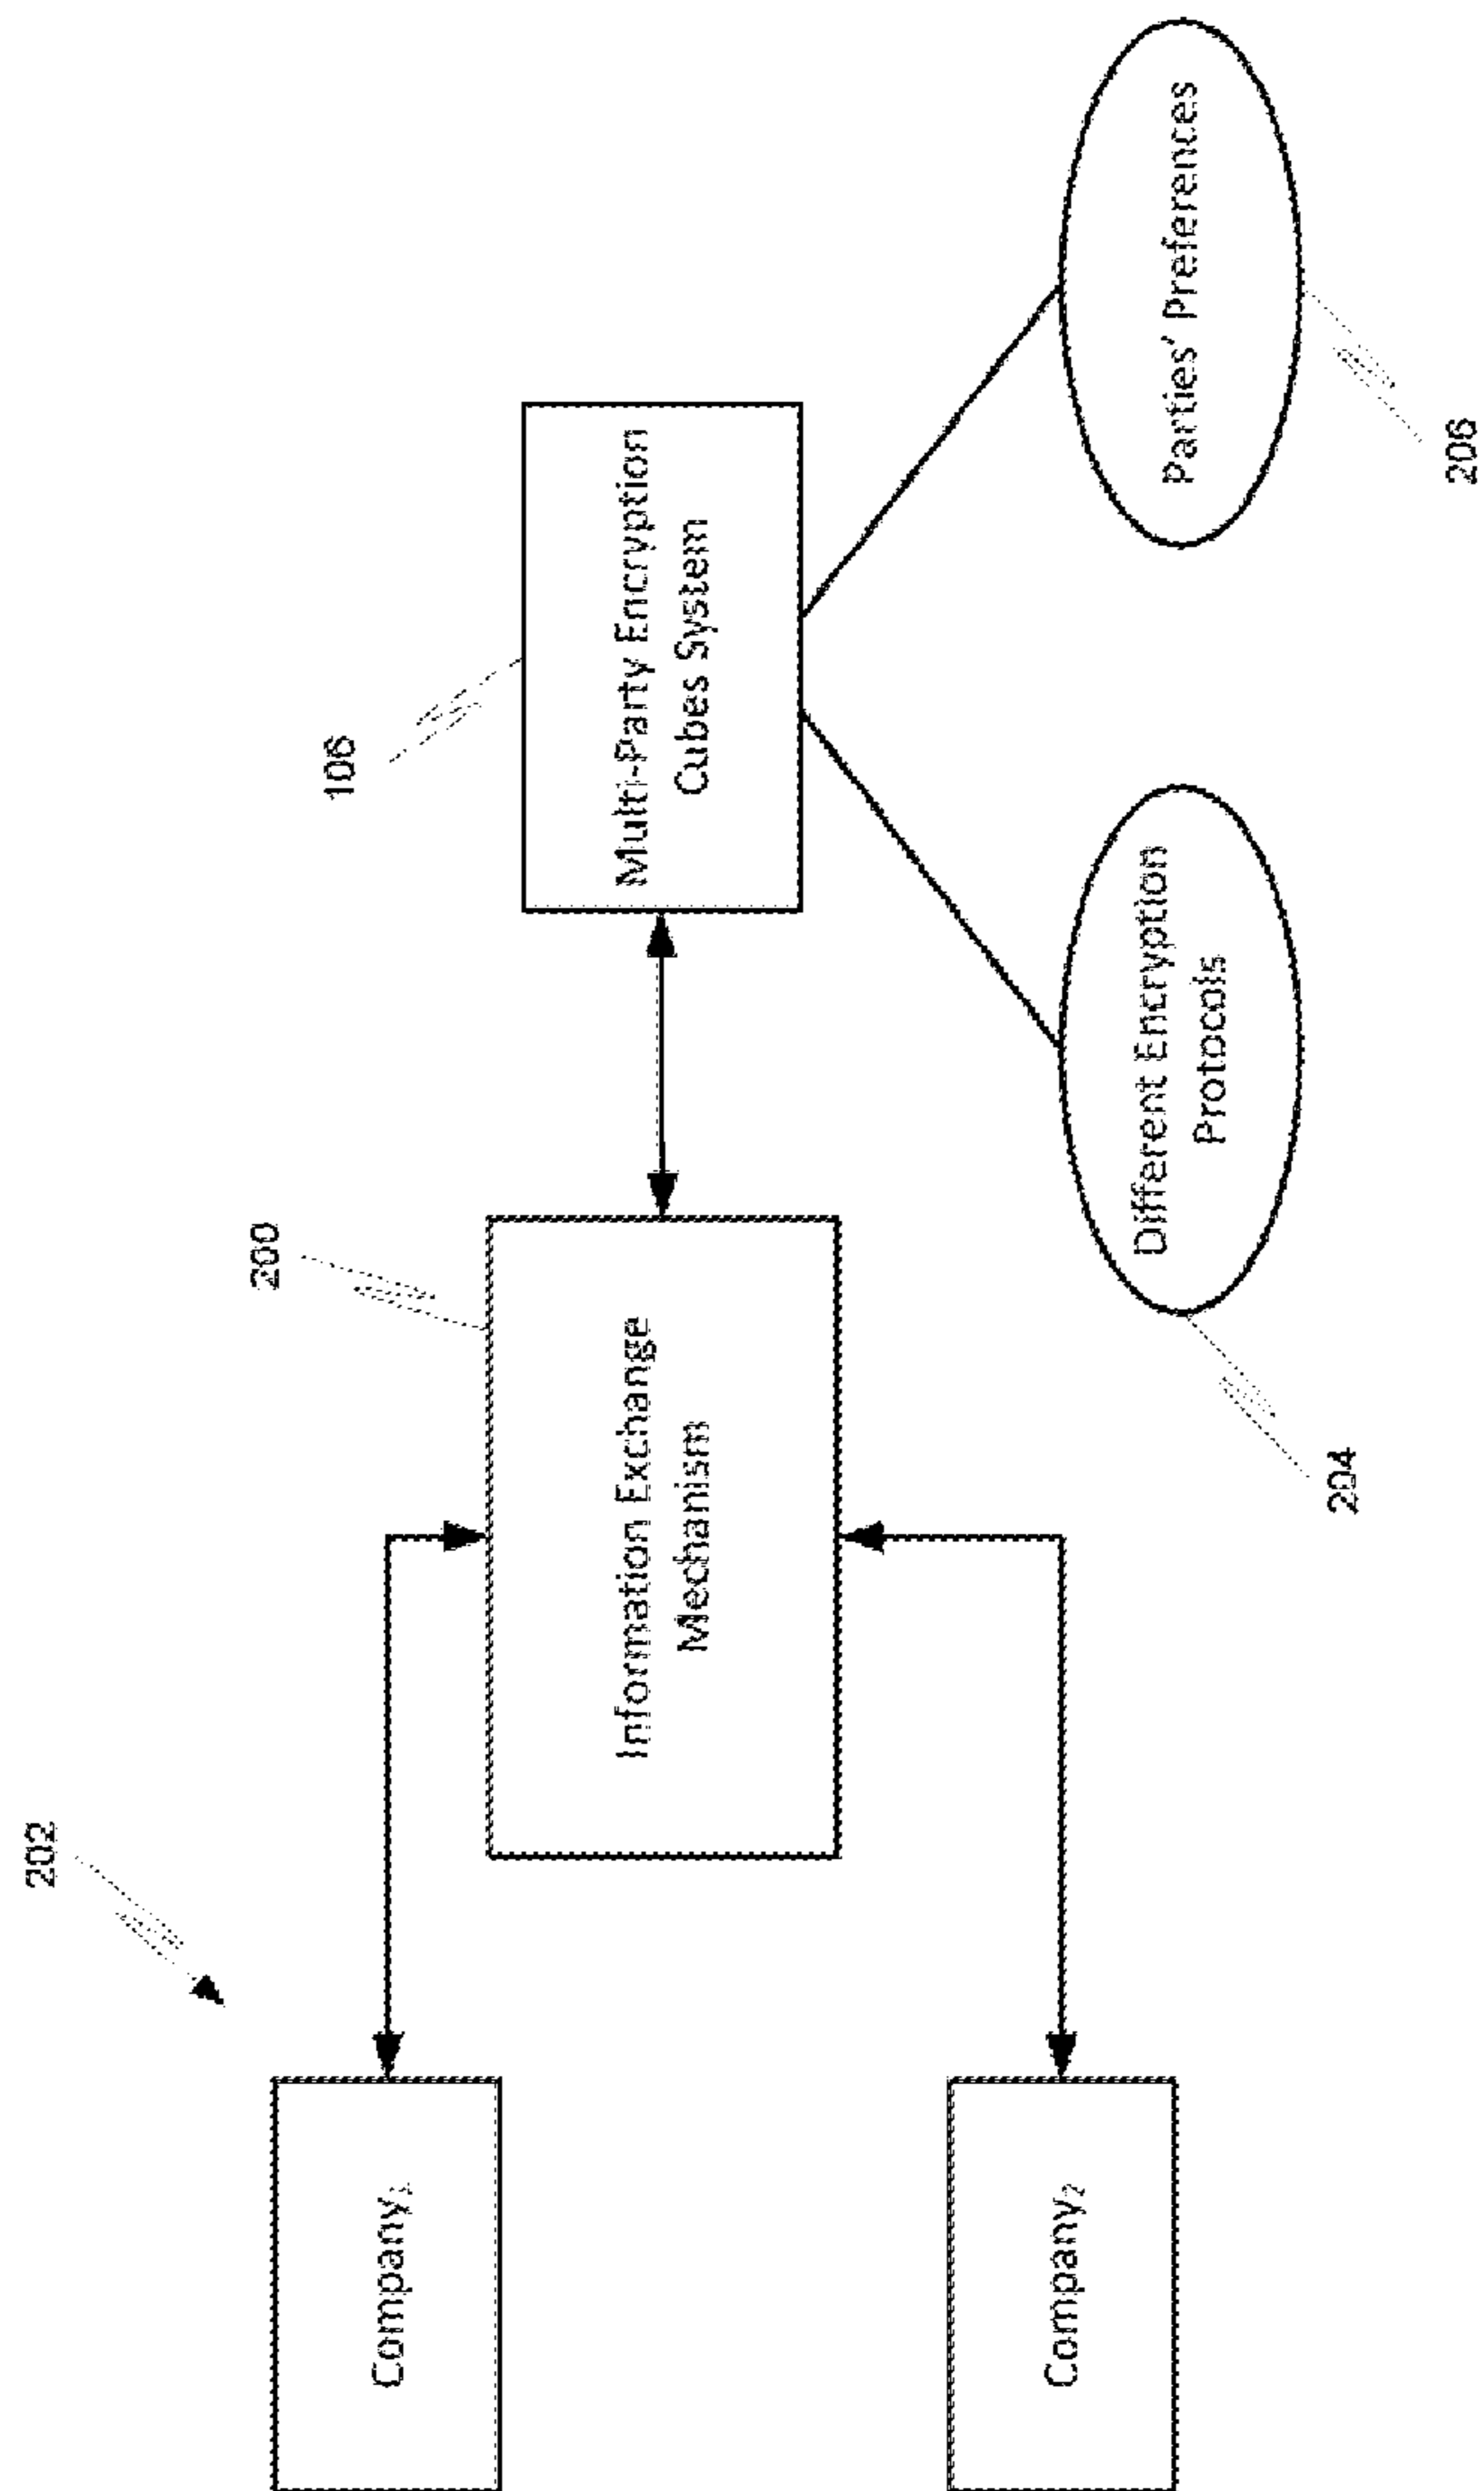 202
Company₁
Company₂
200
Information Exchange
Mechanism
106
Multi-Party Encryption
Cubes System
Different Encryption
Protocols
204
Parties' Preferences
206